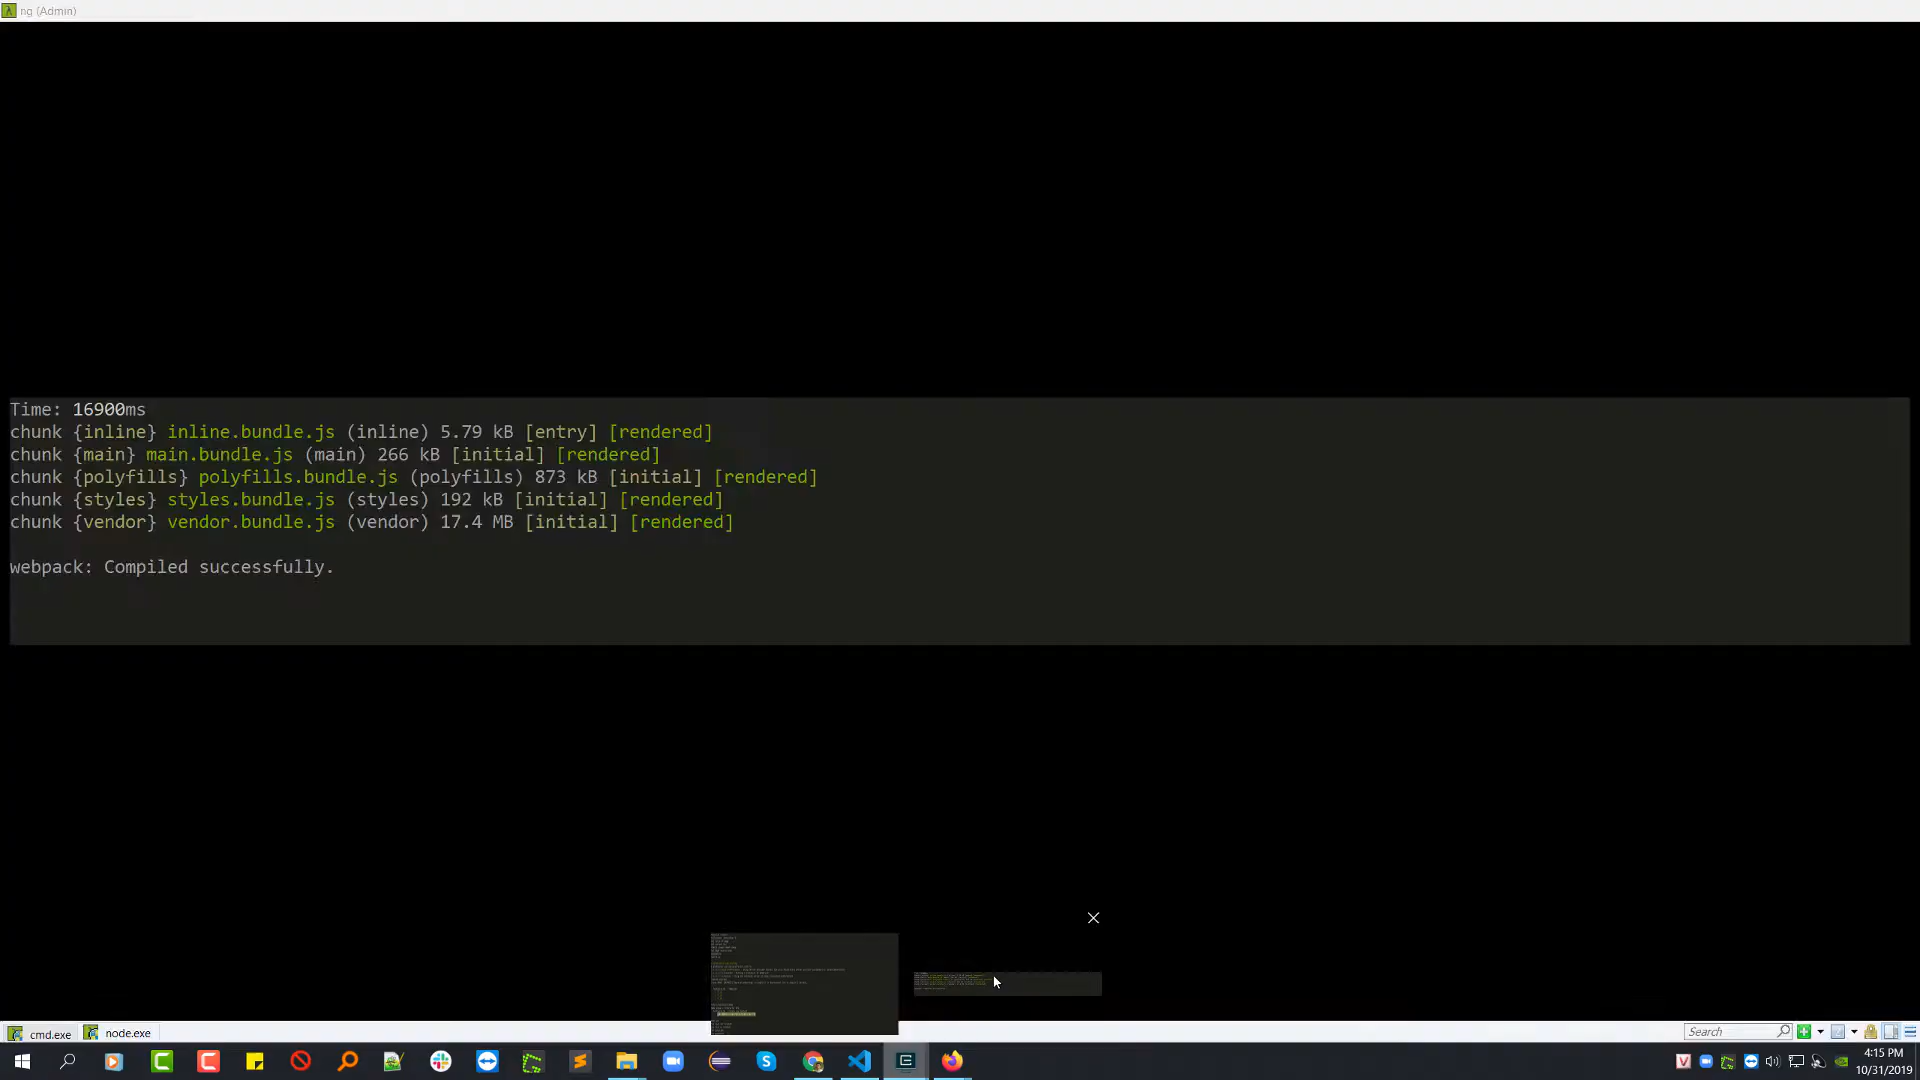 ng (Admin)
Time: 16900ms
chunk {inline} inline.bundle.js (inline) 5.79 kB [entry] [rendered]
chunk {main} main.bundle.js (main) 266 kB [initial] [rendered]
chunk {polyfills} polyfills.bundle.js (polyfills) 873 kB [initial] [rendered]
chunk {styles} styles.bundle.js (styles) 192 kB [initial] [rendered]
chunk {vendor} vendor.bundle.js (vendor) 17.4 MB [initial] [rendered]
webpack: Compiled successfully.
cmd.exe
node.exe
Search
4:15 PM
10/31/2019